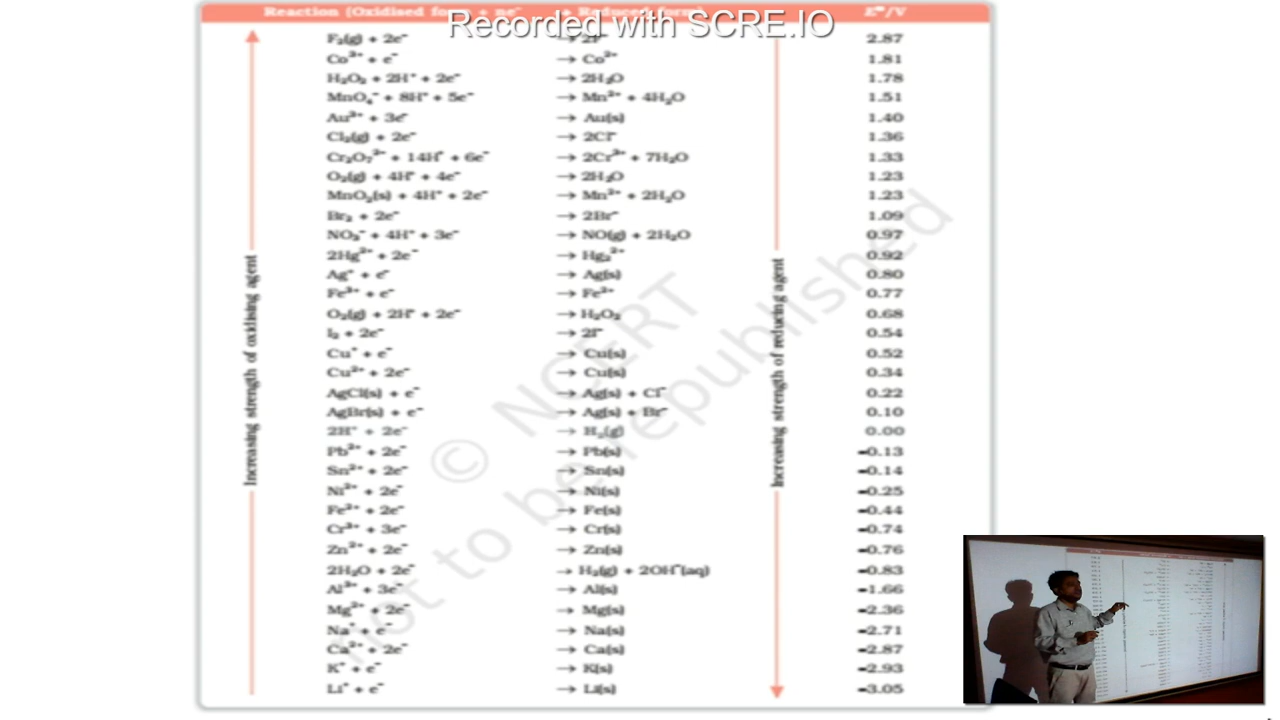 Recorded with SCRE.IO
Reaction (Oxidised form + ne⁻ → Reduced form) E⊖/V
F₂(g) + 2e⁻ → 2F⁻ 2.87
Co³⁺ + e⁻ → Co²⁺ 1.81
H₂O₂ + 2H⁺ + 2e⁻ → 2H₂O 1.78
MnO₄⁻ + 8H⁺ + 5e⁻ → Mn²⁺ + 4H₂O 1.51
Au³⁺ + 3e⁻ → Au(s) 1.40
Cl₂(g) + 2e⁻ → 2Cl⁻ 1.36
Cr₂O₇²⁻ + 14H⁺ + 6e⁻ → 2Cr³⁺ + 7H₂O 1.33
O₂(g) + 4H⁺ + 4e⁻ → 2H₂O 1.23
MnO₂(s) + 4H⁺ + 2e⁻ → Mn²⁺ + 2H₂O 1.23
Br₂ + 2e⁻ → 2Br⁻ 1.09
NO₃⁻ + 4H⁺ + 3e⁻ → NO(g) + 2H₂O 0.97
2Hg²⁺ + 2e⁻ → Hg₂²⁺ 0.92
Ag⁺ + e⁻ → Ag(s) 0.80
Fe³⁺ + e⁻ → Fe²⁺ 0.77
O₂(g) + 2H⁺ + 2e⁻ → H₂O₂ 0.68
I₂ + 2e⁻ → 2I⁻ 0.54
Cu⁺ + e⁻ → Cu(s) 0.52
Cu²⁺ + 2e⁻ → Cu(s) 0.34
AgCl(s) + e⁻ → Ag(s) + Cl⁻ 0.22
AgBr(s) + e⁻ → Ag(s) + Br⁻ 0.10
2H⁺ + 2e⁻ → H₂(g) 0.00
Pb²⁺ + 2e⁻ → Pb(s) –0.13
Sn²⁺ + 2e⁻ → Sn(s) –0.14
Ni²⁺ + 2e⁻ → Ni(s) –0.25
Fe²⁺ + 2e⁻ → Fe(s) –0.44
Cr³⁺ + 3e⁻ → Cr(s) –0.74
Zn²⁺ + 2e⁻ → Zn(s) –0.76
2H₂O + 2e⁻ → H₂(g) + 2OH⁻(aq) –0.83
Al³⁺ + 3e⁻ → Al(s) –1.66
Mg²⁺ + 2e⁻ → Mg(s) –2.36
Na⁺ + e⁻ → Na(s) –2.71
Ca²⁺ + 2e⁻ → Ca(s) –2.87
K⁺ + e⁻ → K(s) –2.93
Li⁺ + e⁻ → Li(s) –3.05
Increasing strength of oxidising agent
Increasing strength of reducing agent
© NCERT
not to be republished